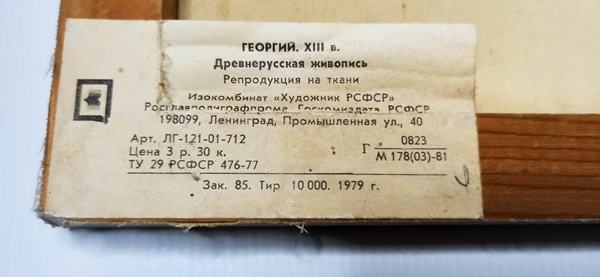 ГЕОРГИЙ. XIII в.
Древнерусская живопись
Репродукция на ткани
Изокомбинат «Художник РСФСР»
Росглавполиграфпрома Госкомиздата РСФСР
198099, Ленинград, Промышленная ул., 40
Арт. ЛГ-121-01-712
Цена 3 р. 30 к.
ТУ 29 РСФСР 476-77
Г 0823
М 178(03)-81
Зак. 85. Тир 10 000. 1979 г.